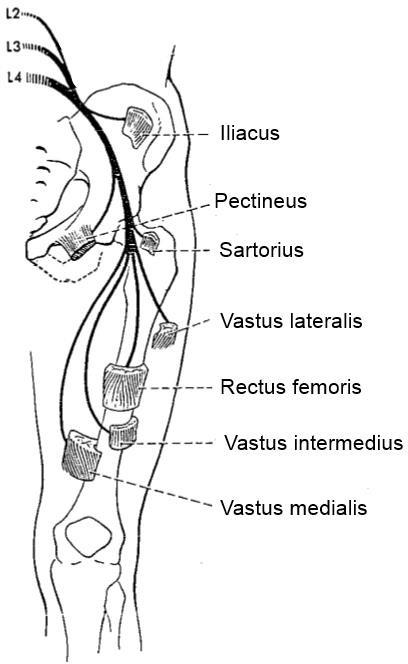 L2
L3
L4
Iliacus
Pectineus
Sartorius
Vastus lateralis
Rectus femoris
Vastus intermedius
Vastus medialis